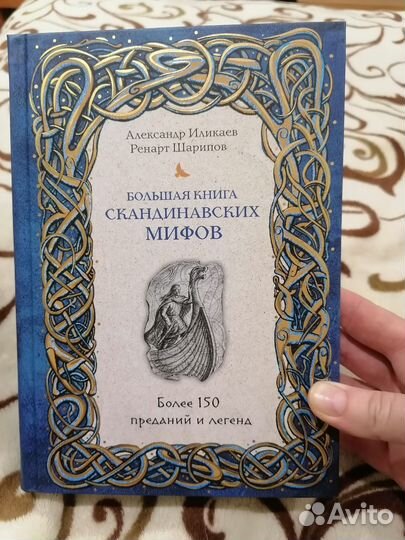 Александр Иликаев
Ренарт Шарипов
БОЛЬШАЯ КНИГА
СКАНДИНАВСКИХ
МИФОВ
Более 150
преданий и легенд
Avito